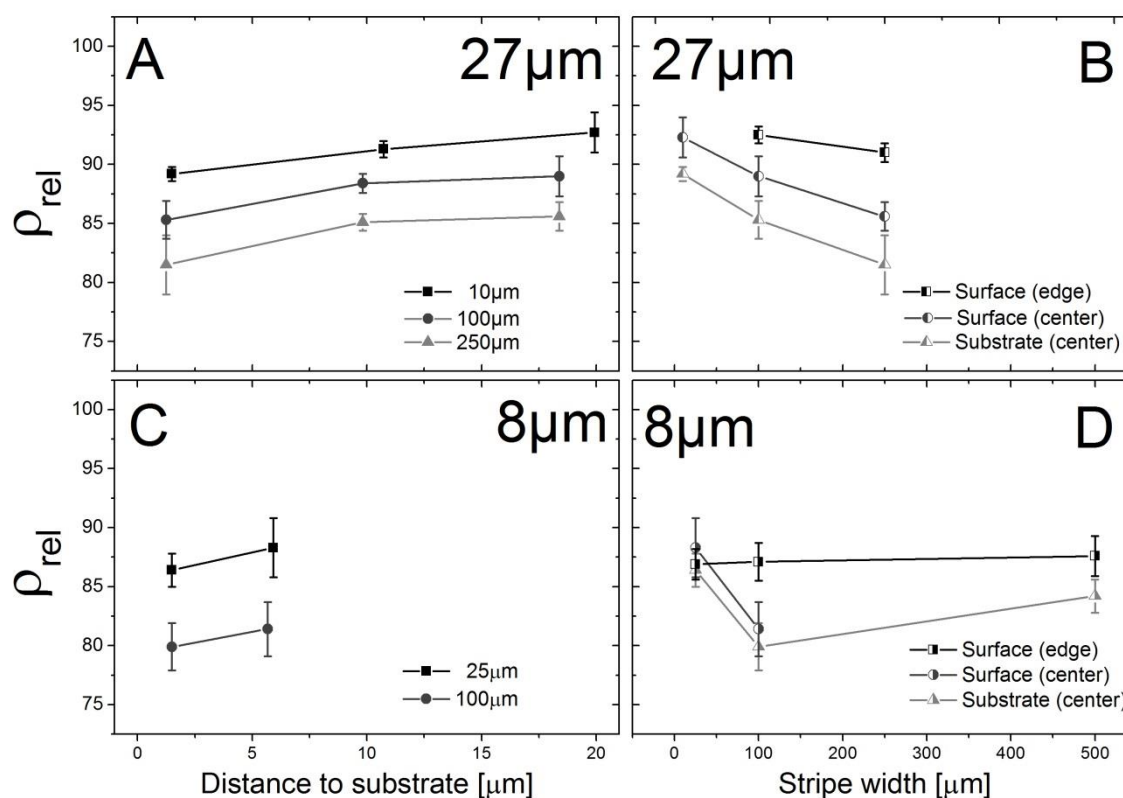 A 27μm
27μm B
100
95
90
85
80
75
ρrel
10μm
100μm
250μm
Surface (edge)
Surface (center)
Substrate (center)
C 8μm
8μm D
100
95
90
85
80
75
ρrel
25μm
100μm
Surface (edge)
Surface (center)
Substrate (center)
0 5 10 15 20
0 100 200 300 400 500
Distance to substrate [μm]
Stripe width [μm]